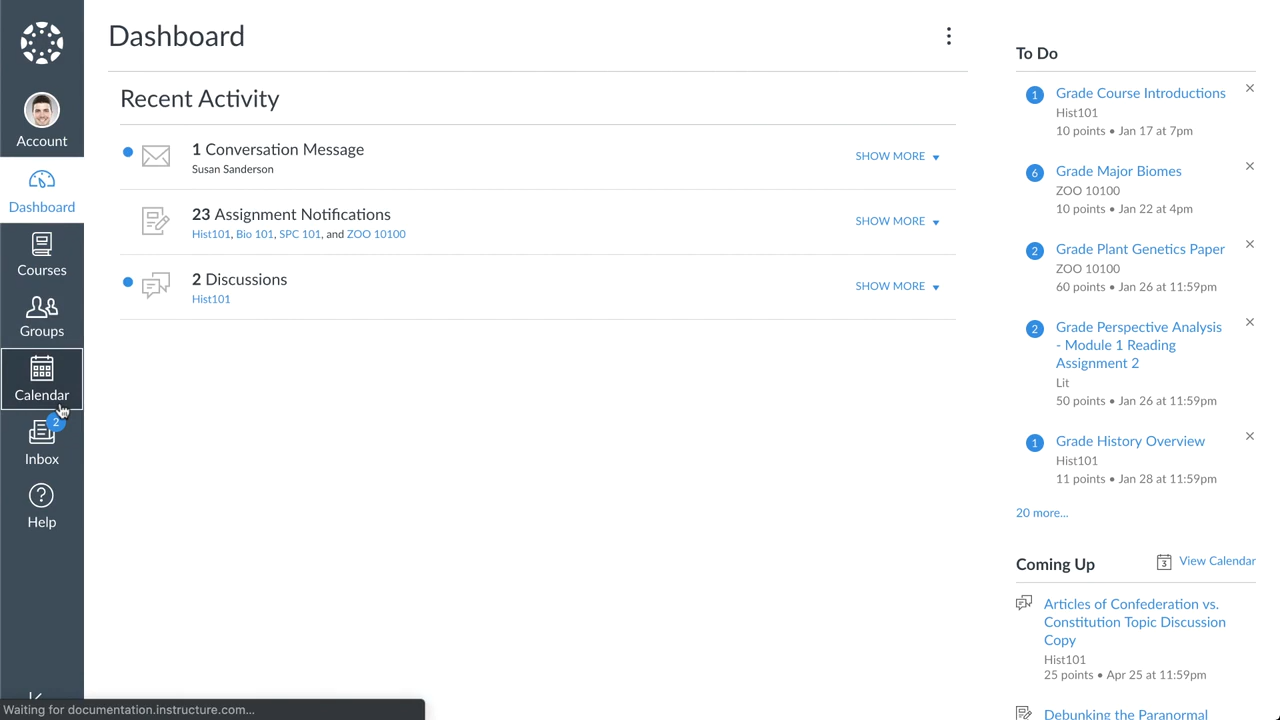 Dashboard
Recent Activity
1 Conversation Message
Susan Sanderson
SHOW MORE
23 Assignment Notifications
Hist101, Bio 101, SPC 101, and ZOO 10100
SHOW MORE
2 Discussions
Hist101
SHOW MORE
Account
Dashboard
Courses
Groups
Calendar
2
Inbox
Help
To Do
1 Grade Course Introductions
Hist101
10 points • Jan 17 at 7pm
6 Grade Major Biomes
ZOO 10100
10 points • Jan 22 at 4pm
2 Grade Plant Genetics Paper
ZOO 10100
60 points • Jan 26 at 11:59pm
2 Grade Perspective Analysis
- Module 1 Reading
Assignment 2
Lit
50 points • Jan 26 at 11:59pm
1 Grade History Overview
Hist101
11 points • Jan 28 at 11:59pm
20 more...
Coming Up
3 View Calendar
Articles of Confederation vs.
Constitution Topic Discussion
Copy
Hist101
25 points • Apr 25 at 11:59pm
Debunking the Paranormal
Waiting for documentation.instructure.com...